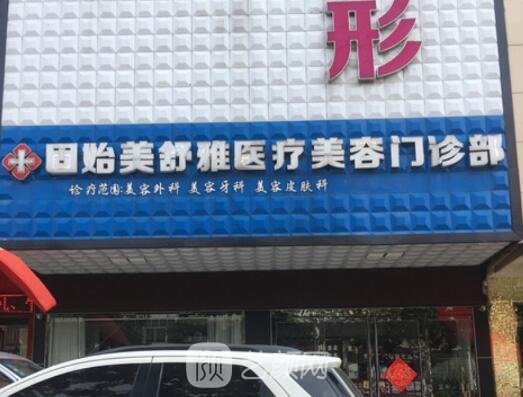 形
固始美舒雅医疗美容门诊部
诊疗范围:美容外科 美容牙科 美容皮肤科